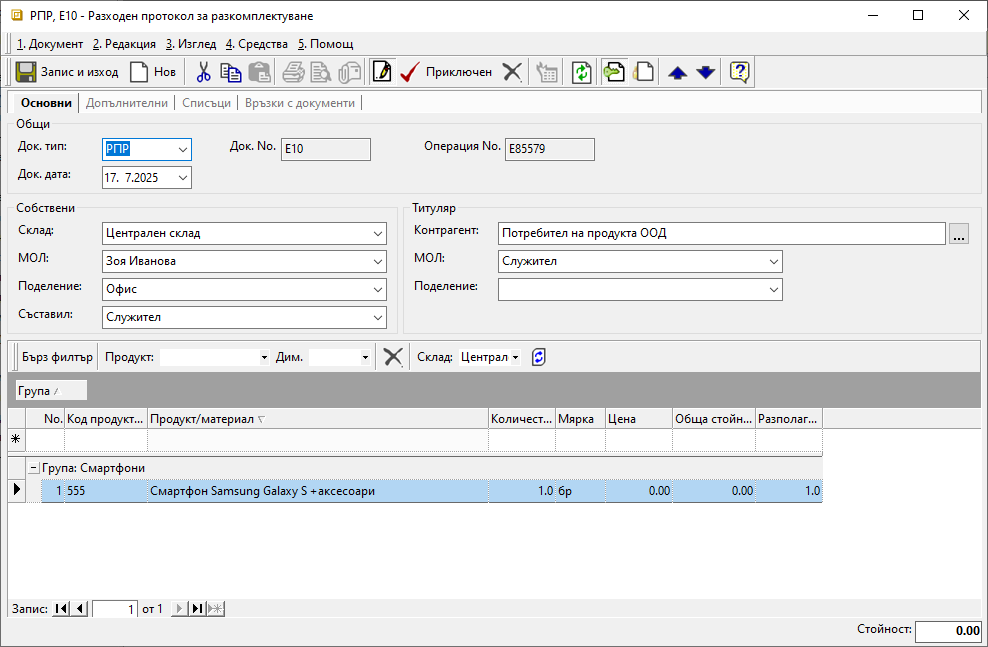 РПР, Е10 - Разходен протокол за разкомплектуване
1. Документ 2. Редакция 3. Изглед 4. Средства 5. Помощ
Запис и изход Нов Приключен
Основни Допълнителни Списъци Връзки с документи
Общи
Док. тип: РПР Док. No. E10 Операция No. E85579
Док. дата: 17. 7.2025
Собствени Титуляр
Склад: Централен склад Контрагент: Потребител на продукта ООД ...
МОЛ: Зоя Иванова МОЛ: Служител
Поделение: Офис Поделение:
Съставил: Служител
Бърз филтър Продукт: Дим. Склад: Централ
Група
No. Код продукт... Продукт/материал Количест... Мярка Цена Обща стойн... Разполаг...
Група: Смартфони
1 555 Смартфон Samsung Galaxy S +аксесоари 1.0 бр 0.00 0.00 1.0
Запис: 1 от 1
Стойност: 0.00